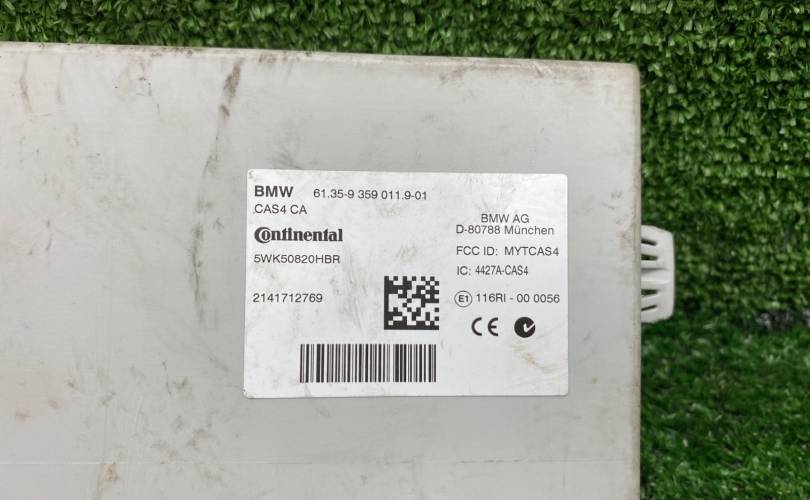 BMW 61.35-9 359 011.9-01
CAS4 CA
Continental
5WK50820HBR
2141712769
BMW AG
D-80788 München
FCC ID: MYTCAS4
IC: 4427A-CAS4
E1 116RI - 00 0056
CE